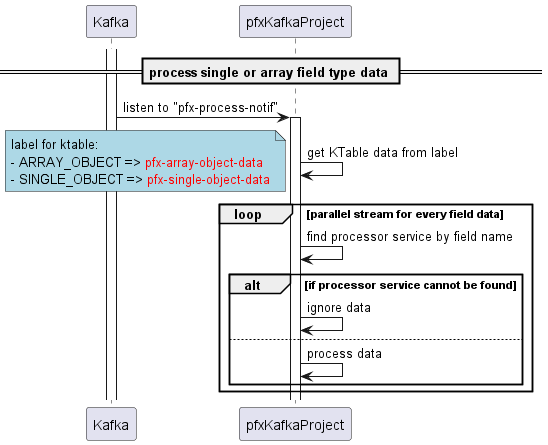 Kafka
pfxKafkaProject
process single or array field type data
listen to "pfx-process-notif"
label for ktable:
- ARRAY_OBJECT => pfx-array-object-data
- SINGLE_OBJECT => pfx-single-object-data
get KTable data from label
loop
[parallel stream for every field data]
find processor service by field name
alt
[if processor service cannot be found]
ignore data
process data
Kafka
pfxKafkaProject